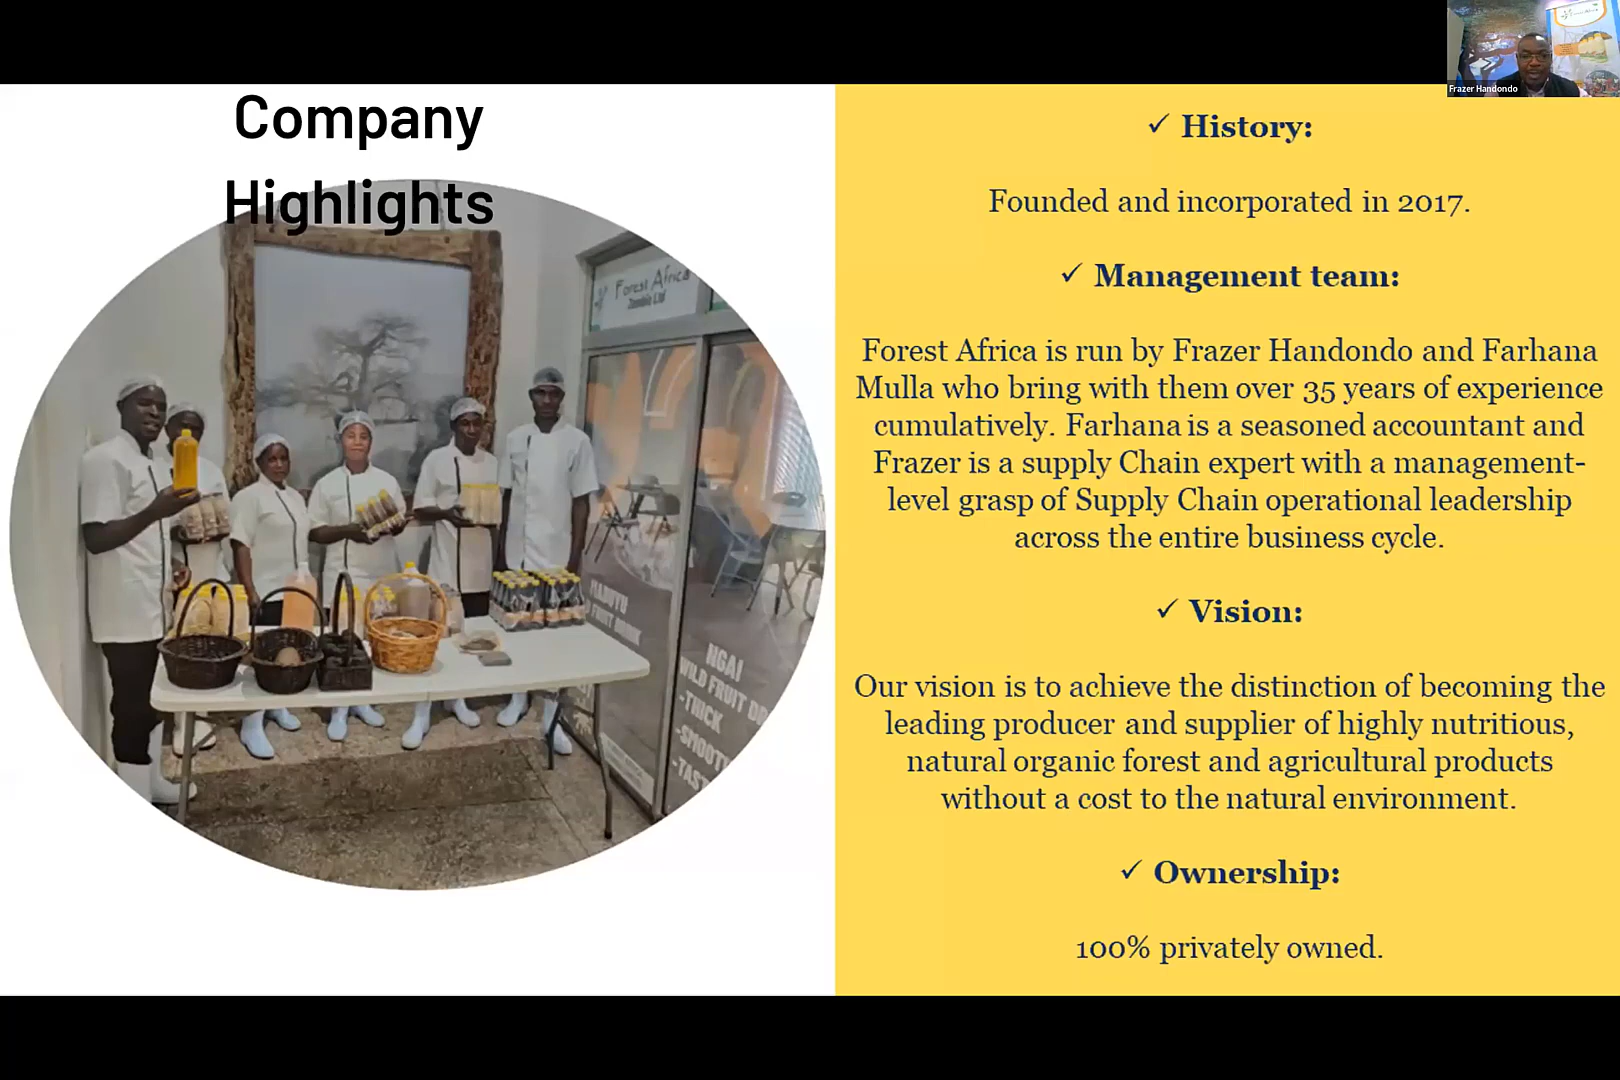 Frazer Handondo
Company
Highlights
Forest Africa
Zambia Ltd
MABUYU
FRUIT DRINK
NGAI
WILD FRUIT
-THICK
✓ History:
Founded and incorporated in 2017.
✓ Management team:
Forest Africa is run by Frazer Handondo and Farhana
Mulla who bring with them over 35 years of experience
cumulatively. Farhana is a seasoned accountant and
Frazer is a supply Chain expert with a management-
level grasp of Supply Chain operational leadership
across the entire business cycle.
✓ Vision:
Our vision is to achieve the distinction of becoming the
leading producer and supplier of highly nutritious,
natural organic forest and agricultural products
without a cost to the natural environment.
✓ Ownership:
100% privately owned.